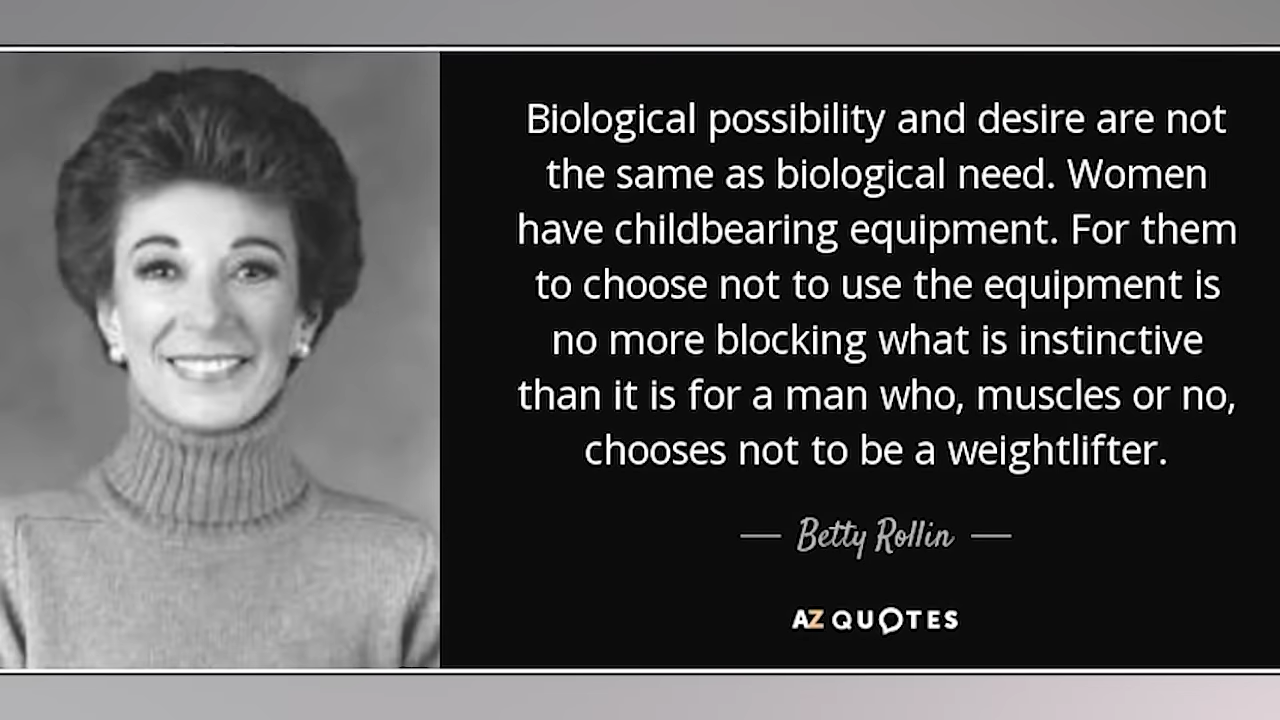 Biological possibility and desire are not
the same as biological need. Women
have childbearing equipment. For them
to choose not to use the equipment is
no more blocking what is instinctive
than it is for a man who, muscles or no,
chooses not to be a weightlifter.
— Betty Rollin —
AZ QUOTES